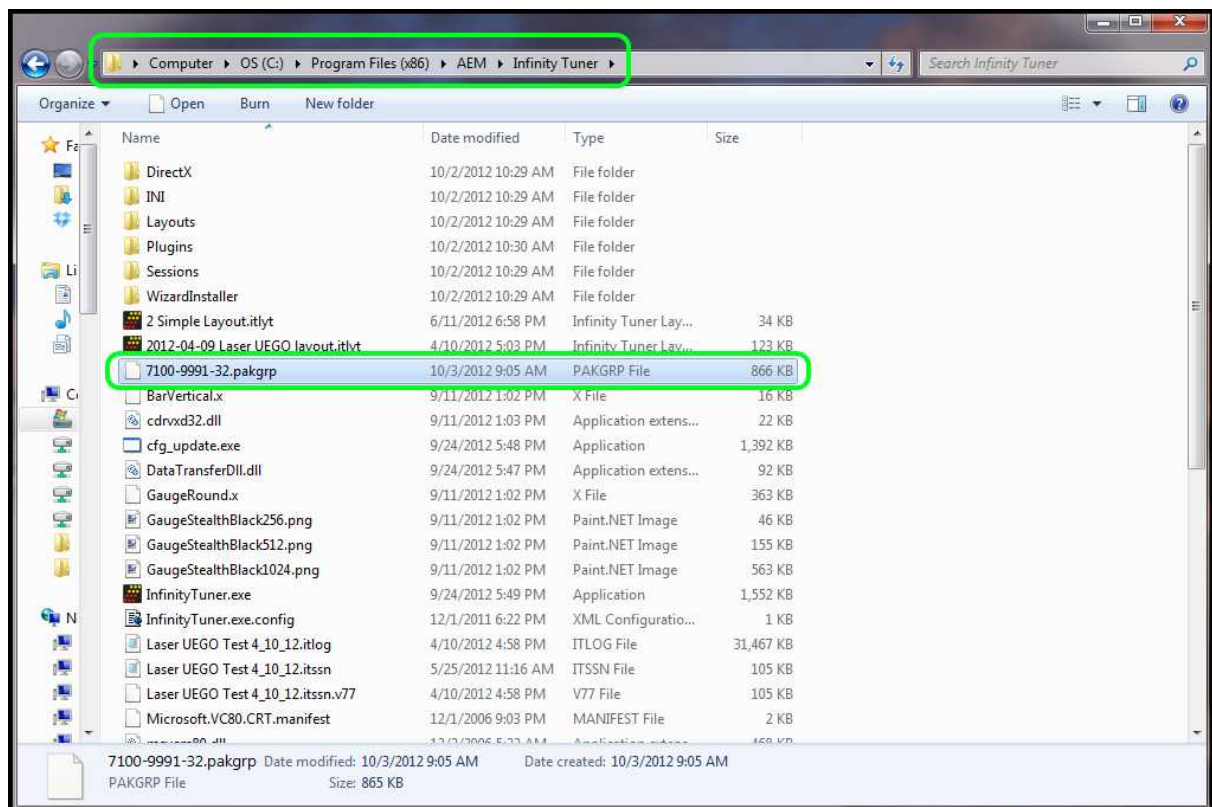 Computer ▸ OS (C:) ▸ Program Files (x86) ▸ AEM ▸ Infinity Tuner ▸
Search Infinity Tuner
Organize Open Burn New folder
Name Date modified Type Size
Fa
DirectX 10/2/2012 10:29 AM File folder
INI 10/2/2012 10:29 AM File folder
Layouts 10/2/2012 10:29 AM File folder
Plugins 10/2/2012 10:30 AM File folder
Li Sessions 10/2/2012 10:29 AM File folder
WizardInstaller 10/2/2012 10:29 AM File folder
2 Simple Layout.itlyt 6/11/2012 6:58 PM Infinity Tuner Lay... 34 KB
2012-04-09 Laser UEGO layout.itlyt 4/10/2012 5:03 PM Infinity Tuner Lay... 123 KB
7100-9991-32.pakgrp 10/3/2012 9:05 AM PAKGRP File 866 KB
BarVertical.x 9/11/2012 1:02 PM X File 16 KB
cdrvxd32.dll 9/11/2012 1:03 PM Application extens... 22 KB
cfg_update.exe 9/24/2012 5:48 PM Application 1,392 KB
DataTransferDll.dll 9/24/2012 5:47 PM Application extens... 92 KB
GaugeRound.x 9/11/2012 1:02 PM X File 363 KB
GaugeStealthBlack256.png 9/11/2012 1:02 PM Paint.NET Image 46 KB
GaugeStealthBlack512.png 9/11/2012 1:02 PM Paint.NET Image 155 KB
GaugeStealthBlack1024.png 9/11/2012 1:02 PM Paint.NET Image 563 KB
InfinityTuner.exe 9/24/2012 5:49 PM Application 1,552 KB
N InfinityTuner.exe.config 12/1/2011 6:22 PM XML Configuratio... 1 KB
Laser UEGO Test 4_10_12.itlog 4/10/2012 4:58 PM ITLOG File 31,467 KB
Laser UEGO Test 4_10_12.itssn 5/25/2012 11:16 AM ITSSN File 105 KB
Laser UEGO Test 4_10_12.itssn.v77 4/10/2012 4:58 PM V77 File 105 KB
Microsoft.VC80.CRT.manifest 12/1/2006 9:03 PM MANIFEST File 2 KB
7100-9991-32.pakgrp Date modified: 10/3/2012 9:05 AM Date created: 10/3/2012 9:05 AM
PAKGRP File Size: 865 KB